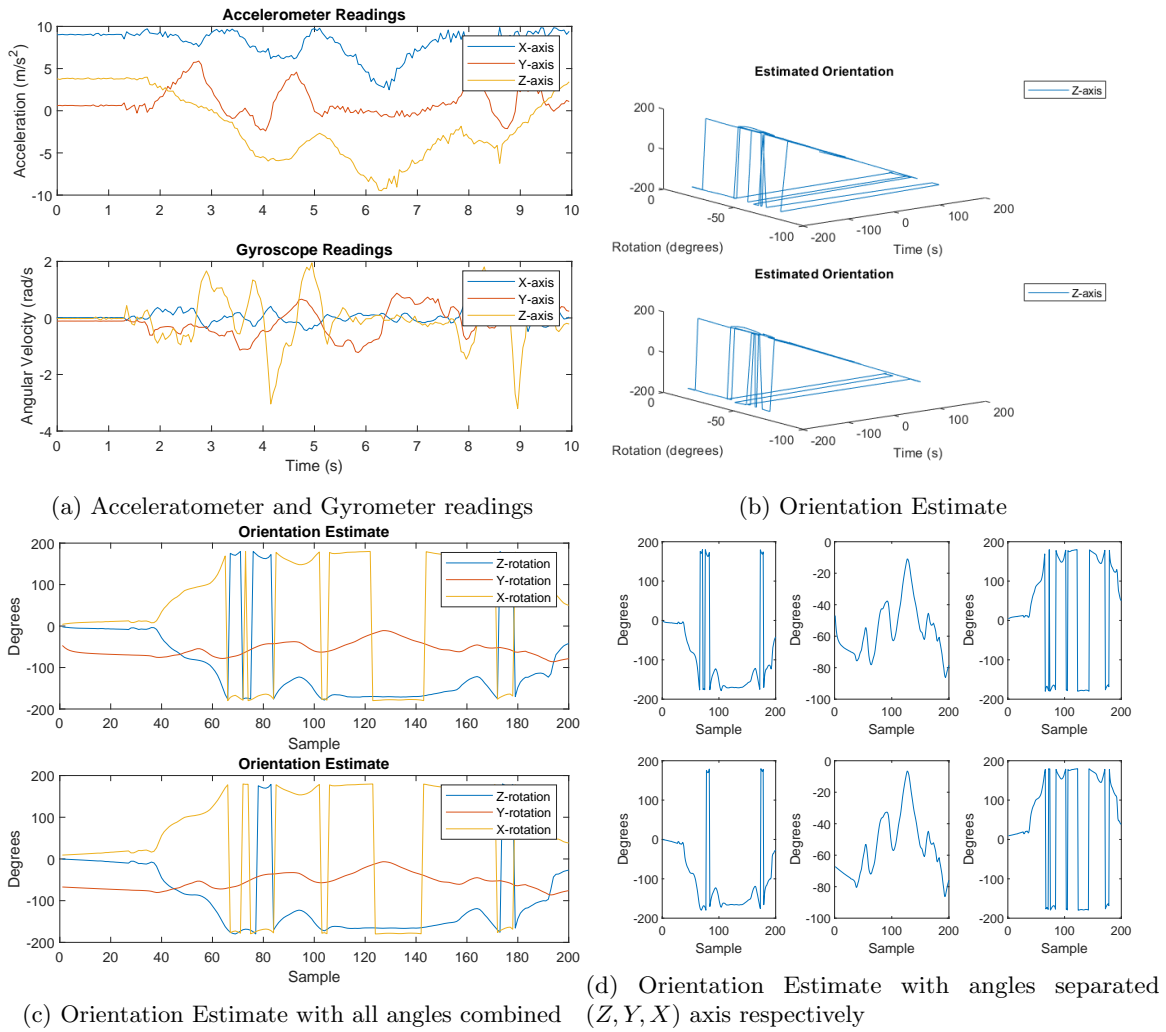 Accelerometer Readings
10
5
0
-5
-10
Acceleration (m/s²)
X-axis
Y-axis
Z-axis
0 1 2 3 4 5 6 7 8 9 10
Gyroscope Readings
2
0
-2
-4
Angular Velocity (rad/s)
X-axis
Y-axis
Z-axis
0 1 2 3 4 5 6 7 8 9 10
Time (s)
(a) Acceleratometer and Gyrometer readings
Estimated Orientation
Z-axis
200
0
-200
0
-50
-100
Rotation (degrees)
-200
-100
0
100
200
Time (s)
Estimated Orientation
Z-axis
200
0
-200
0
-50
-100
Rotation (degrees)
-200
-100
0
100
200
Time (s)
(b) Orientation Estimate
Orientation Estimate
200
100
0
-100
-200
Degrees
Z-rotation
Y-rotation
X-rotation
0 20 40 60 80 100 120 140 160 180 200
Sample
Orientation Estimate
200
100
0
-100
-200
Degrees
Z-rotation
Y-rotation
X-rotation
0 20 40 60 80 100 120 140 160 180 200
Sample
(c) Orientation Estimate with all angles combined
200
100
0
-100
-200
Degrees
0 100 200
Sample
0
-20
-40
-60
-80
-100
Degrees
0 100 200
Sample
200
100
0
-100
-200
Degrees
0 100 200
Sample
200
100
0
-100
-200
Degrees
0 100 200
Sample
0
-20
-40
-60
-80
-100
Degrees
0 100 200
Sample
200
100
0
-100
-200
Degrees
0 100 200
Sample
(d) Orientation Estimate with angles separated
(Z, Y, X) axis respectively